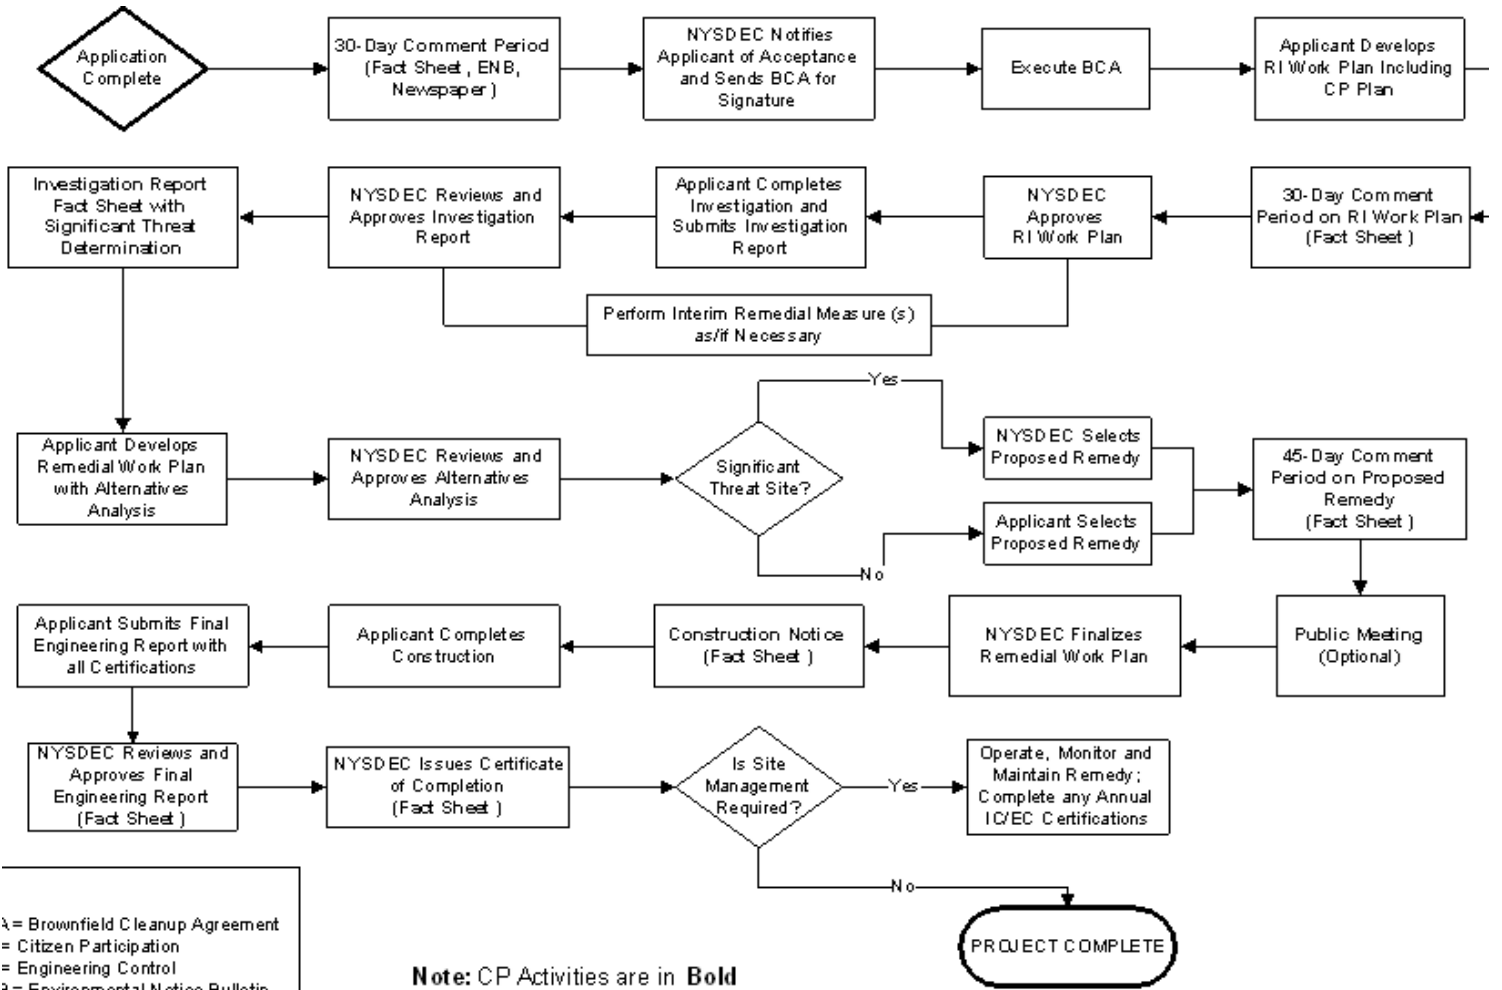 Application
Complete
30-Day Comment Period
(Fact Sheet, ENB,
Newspaper)
NYSDEC Notifies
Applicant of Acceptance
and Sends BCA for
Signature
Execute BCA
Applicant Develops
RI Work Plan Including
CP Plan
30-Day Comment
Period on RI Work Plan
(Fact Sheet)
NYSDEC
Approves
RI Work Plan
Applicant Completes
Investigation and
Submits Investigation
Report
NYSDEC Reviews and
Approves Investigation
Report
Investigation Report
Fact Sheet with
Significant Threat
Determination
Perform Interim Remedial Measure(s)
as/if Necessary
Applicant Develops
Remedial Work Plan
with Alternatives
Analysis
NYSDEC Reviews and
Approves Alternatives
Analysis
Significant
Threat Site?
Yes
No
NYSDEC Selects
Proposed Remedy
Applicant Selects
Proposed Remedy
45-Day Comment
Period on Proposed
Remedy
(Fact Sheet)
Public Meeting
(Optional)
NYSDEC Finalizes
Remedial Work Plan
Construction Notice
(Fact Sheet)
Applicant Completes
Construction
Applicant Submits Final
Engineering Report with
all Certifications
NYSDEC Reviews and
Approves Final
Engineering Report
(Fact Sheet)
NYSDEC Issues Certificate
of Completion
(Fact Sheet)
Is Site
Management
Required?
Yes
Operate, Monitor and
Maintain Remedy;
Complete any Annual
IC/EC Certifications
No
PROJECT COMPLETE
= Brownfield Cleanup Agreement
= Citizen Participation
= Engineering Control
= Environmental Notice Bulletin
Note: CP Activities are in Bold